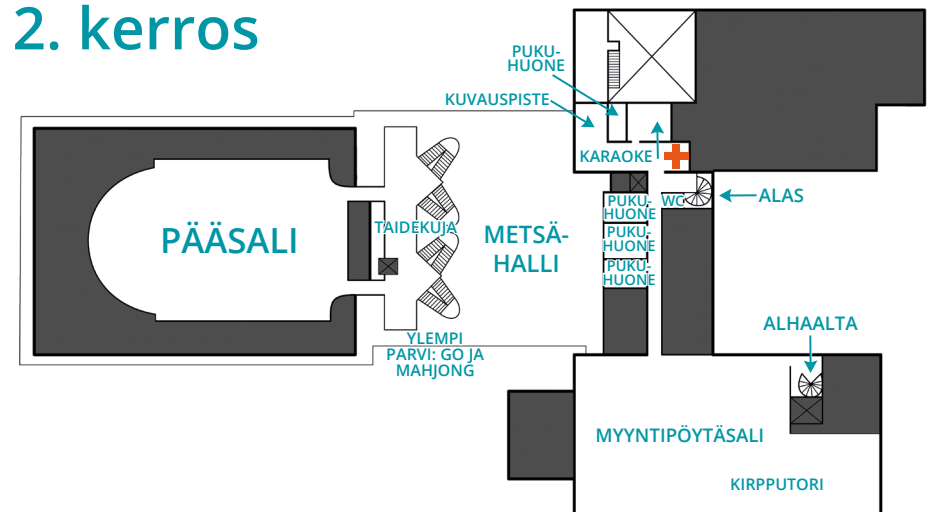 2. kerros
PUKU-
HUONE
KUVAUSPISTE
KARAOKE
PUKU-
HUONE
WC
ALAS
PUKU-
HUONE
PUKU-
HUONE
PÄÄSALI
TAIDEKUJA
METSÄ-
HALLI
YLEMPI
PARVI: GO JA
MAHJONG
ALHAALTA
MYYNTIPÖYTÄSALI
KIRPPUTORI